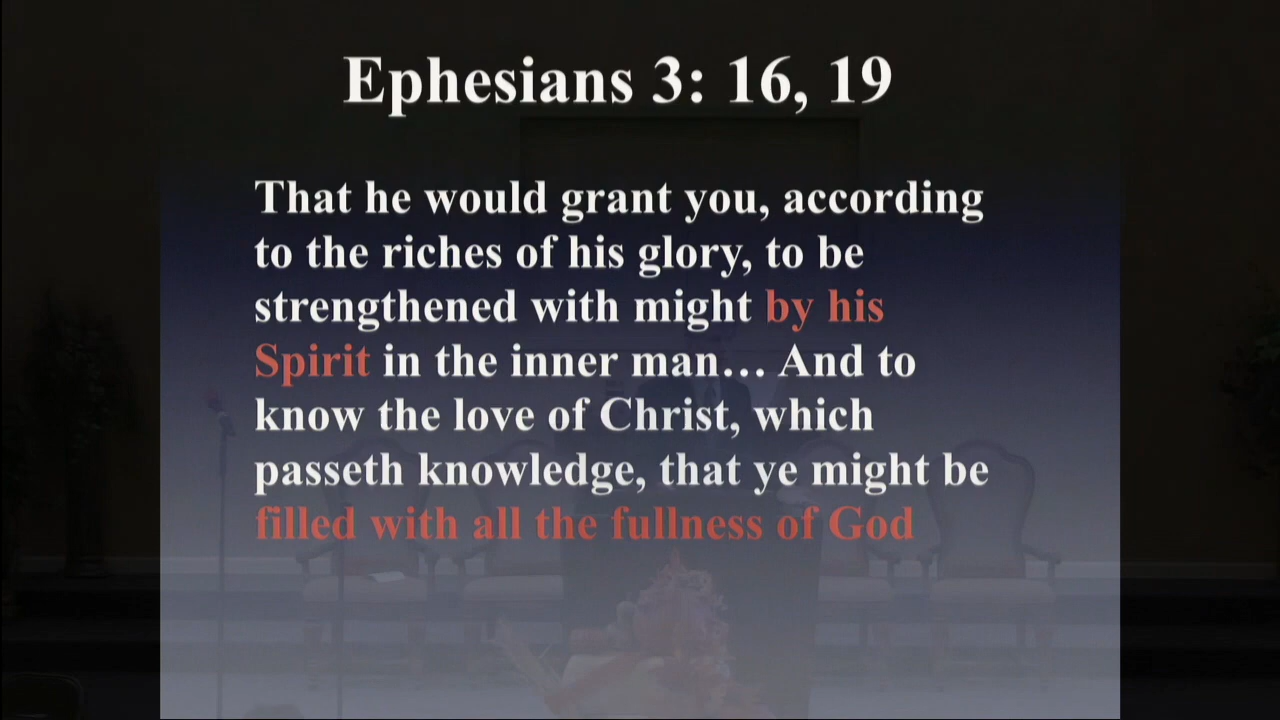 Ephesians 3: 16, 19
That he would grant you, according
to the riches of his glory, to be
strengthened with might by his
Spirit in the inner man… And to
know the love of Christ, which
passeth knowledge, that ye might be
filled with all the fullness of God